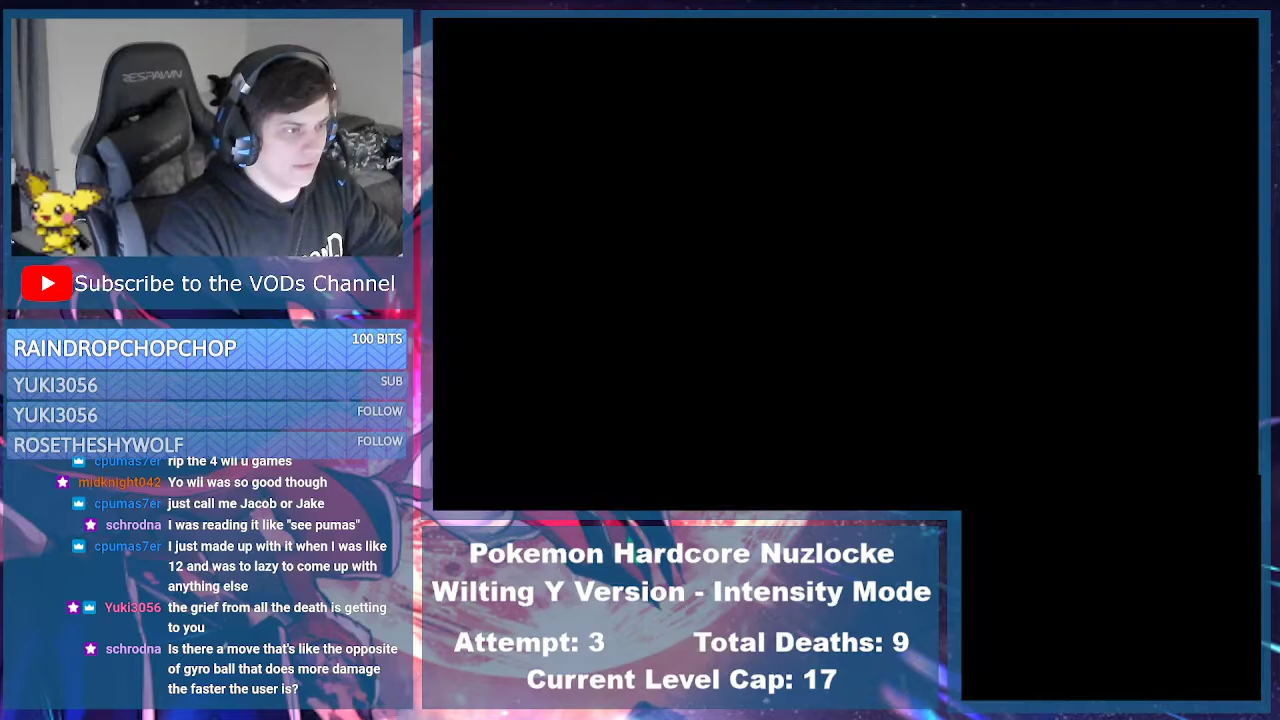 RESPAWN
Subscribe to the VODs Channel
RAINDROPCHOPCHOP 100 BITS
YUKI3056 SUB
YUKI3056 FOLLOW
ROSETHESHYWOLF FOLLOW
cpumas7er rip the 4 wii u games
midknight042 Yo wii was so good though
cpumas7er just call me Jacob or Jake
schrodna I was reading it like "see pumas"
cpumas7er I just made up with it when I was like
12 and was to lazy to come up with
anything else
Yuki3056 the grief from all the death is getting
to you
schrodna Is there a move that's like the opposite
of gyro ball that does more damage
the faster the user is?
Pokemon Hardcore Nuzlocke
Wilting Y Version - Intensity Mode
Attempt: 3 Total Deaths: 9
Current Level Cap: 17